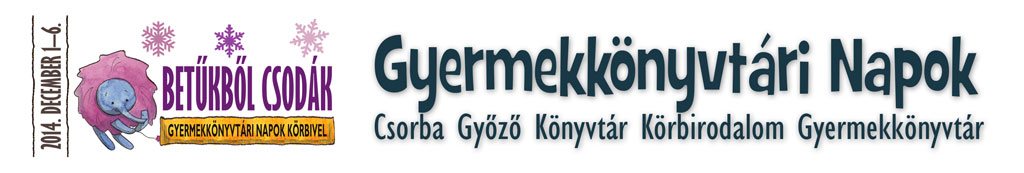 2014. DECEMBER 1–6.
BETŰKBŐL CSODÁK
GYERMEKKÖNYVTÁRI NAPOK KÖRBIVEL
Gyermekkönyvtári Napok
Csorba Győző Könyvtár Körbirodalom Gyermekkönyvtár